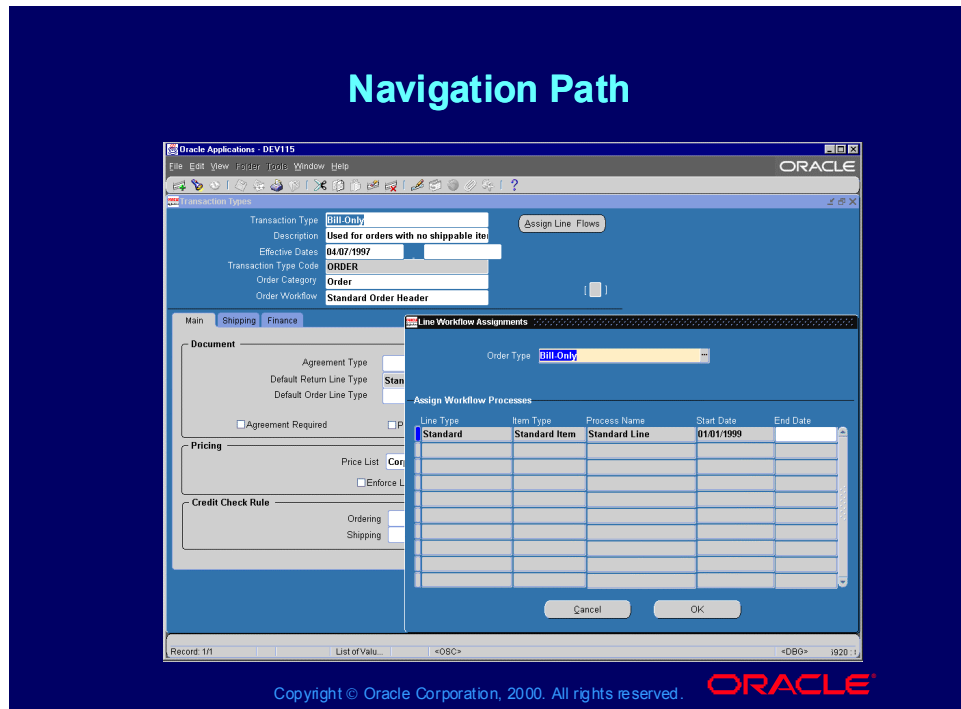 Navigation Path
Oracle Applications - DEV115
File Edit View Folder Tools Window Help
ORACLE
Transaction Types
Transaction Type Bill-Only
Assign Line Flows
Description Used for orders with no shippable ite
Effective Dates 04/07/1997 -
Transaction Type Code ORDER
Order Category Order
Order Workflow Standard Order Header
[ ]
Main Shipping Finance
Document
Agreement Type
Default Return Line Type Stan
Default Order Line Type
Agreement Required P
Pricing
Price List Cor
Enforce L
Credit Check Rule
Ordering
Shipping
Line Workflow Assignments
Order Type Bill-Only ...
Assign Workflow Processes
Line Type Item Type Process Name Start Date End Date
Standard Standard Item Standard Line 01/01/1999
Cancel OK
Record: 1/1 List of Valu... <OSC> <DBG>
Copyright © Oracle Corporation, 2000. All rights reserved.
ORACLE®